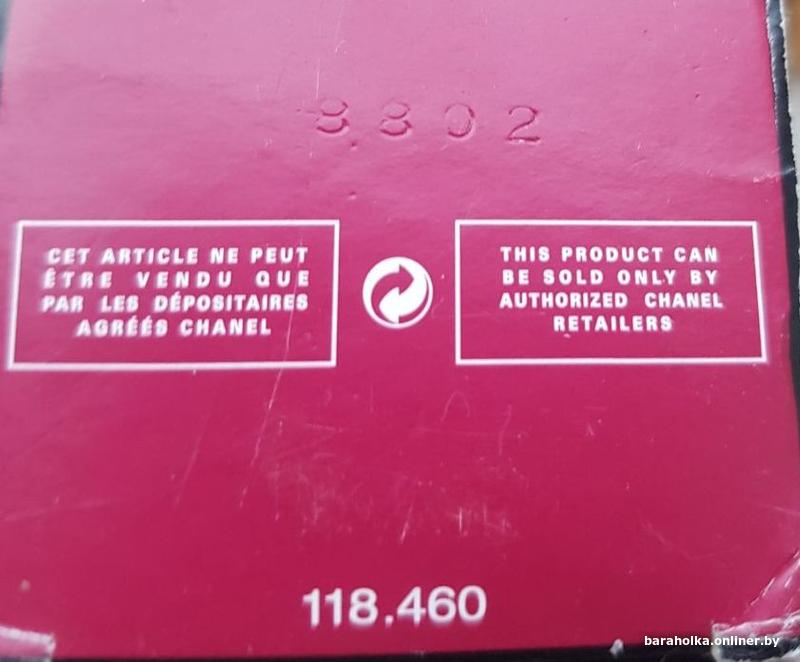 8802
CET ARTICLE NE PEUT
ÊTRE VENDU QUE
PAR LES DÉPOSITAIRES
AGRÉÉS CHANEL
THIS PRODUCT CAN
BE SOLD ONLY BY
AUTHORIZED CHANEL
RETAILERS
118.460
baraholka.onliner.by